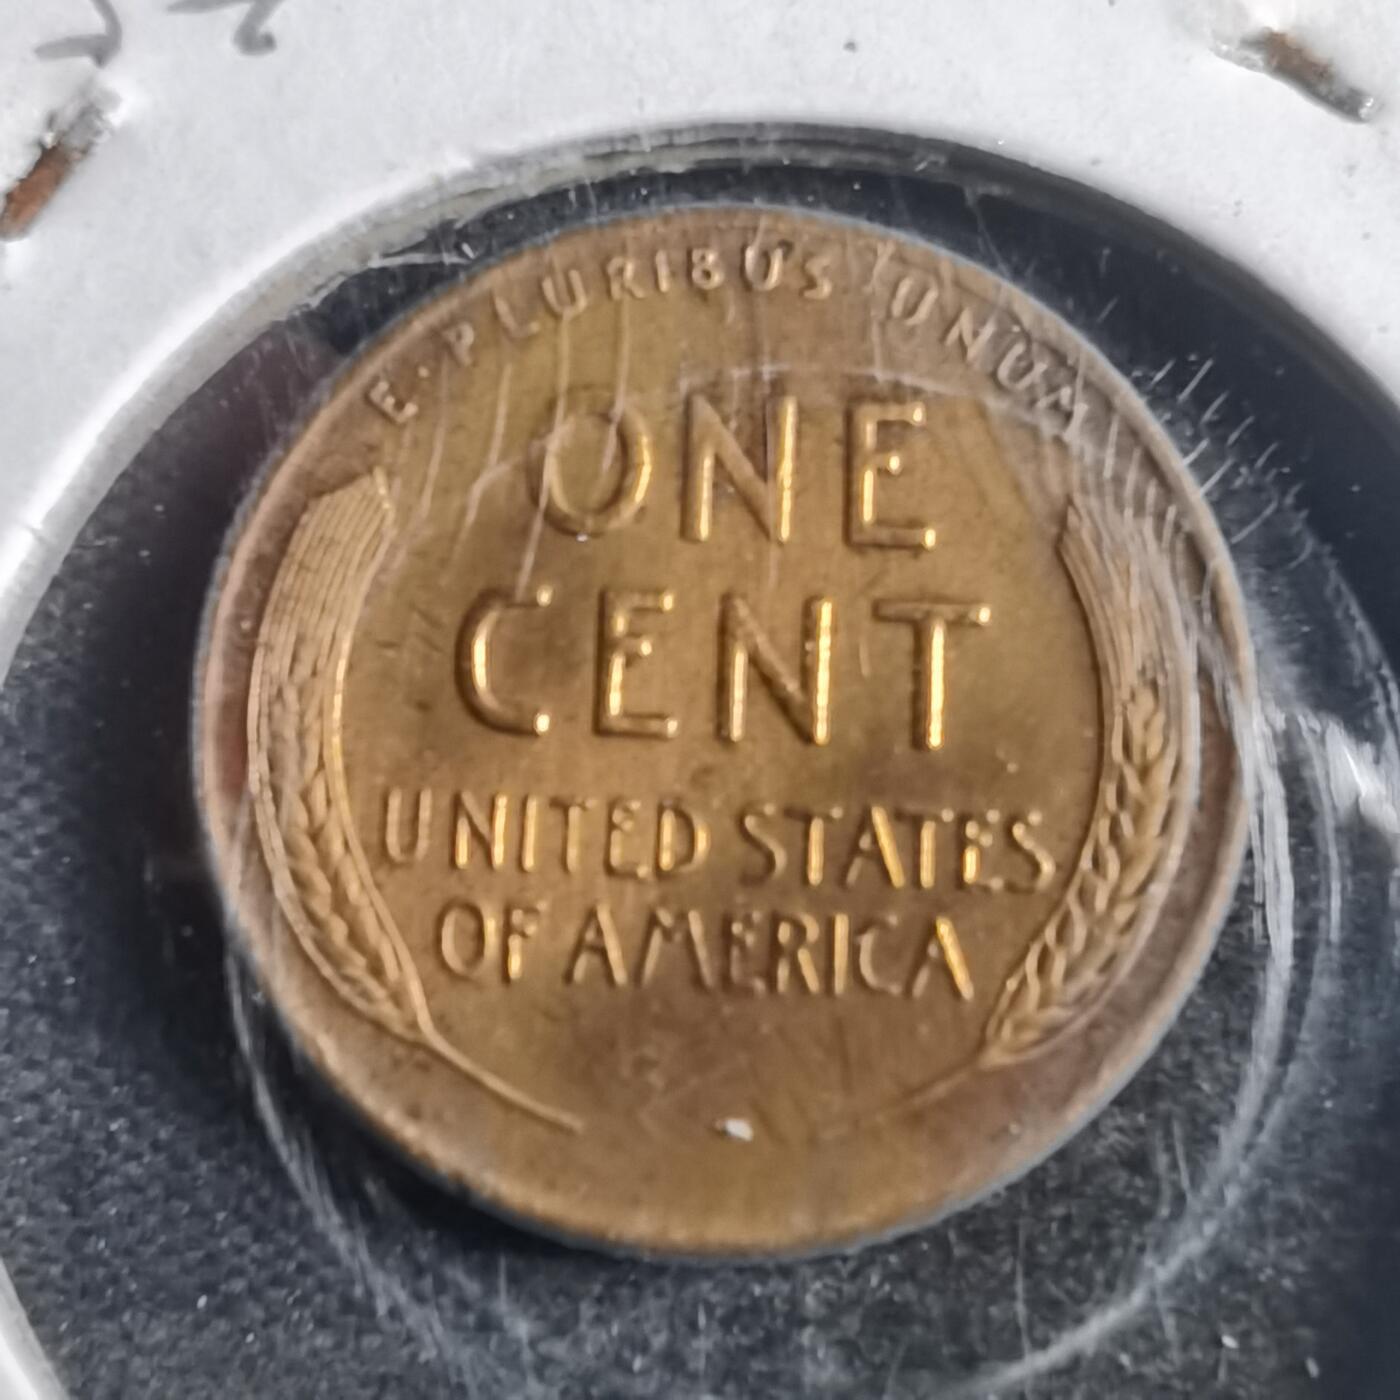 E·PLURIBUS UNUM
ONE
CENT
UNITED STATES
OF AMERICA